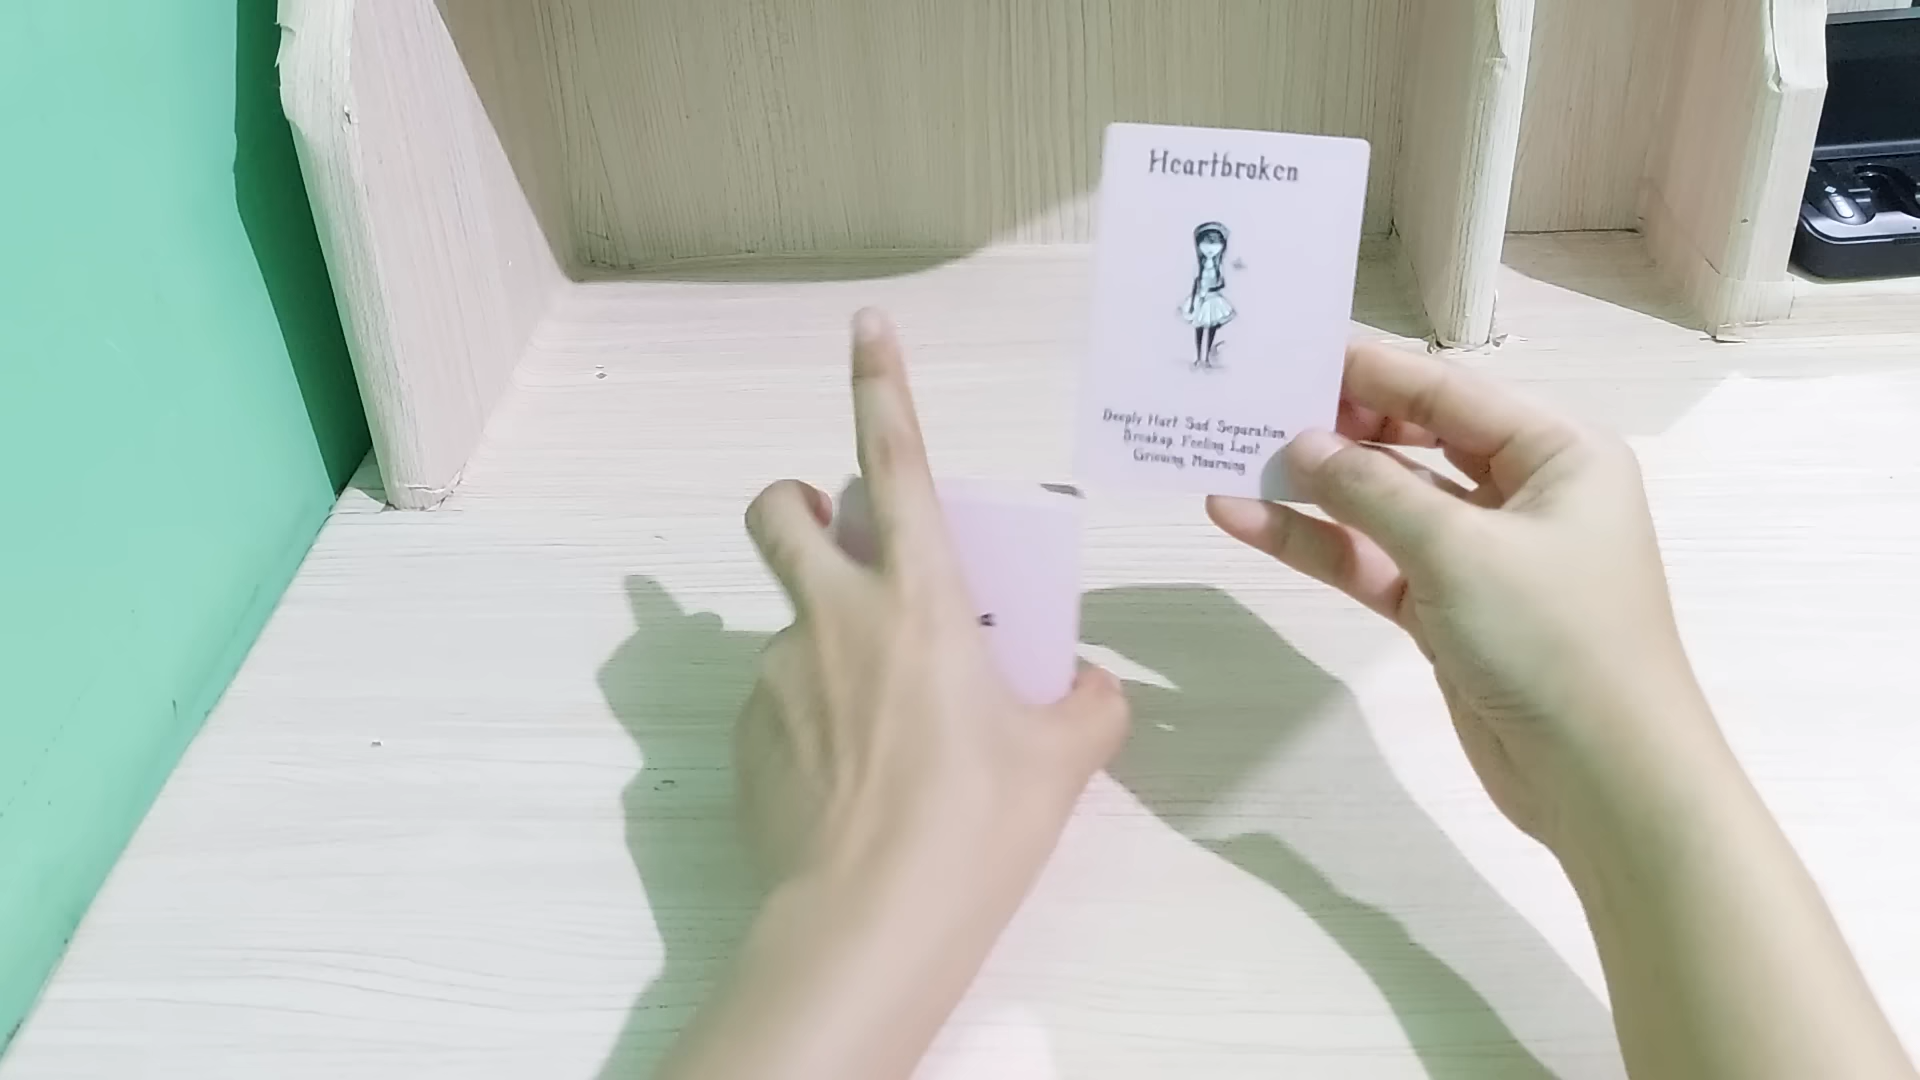 Heartbroken
Deeply Hurt Sad Separation,
Breakup, Feeling Lost,
Grieving, Mourning